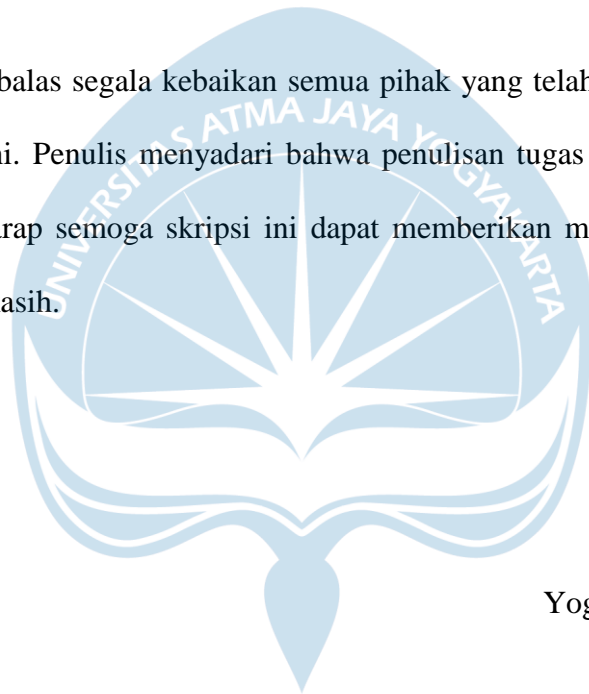 balas segala kebaikan semua pihak yang telah
ni. Penulis menyadari bahwa penulisan tugas
arap semoga skripsi ini dapat memberikan m
asih.
UNIVERSITAS ATMA JAYA YOGYAKARTA
Yog